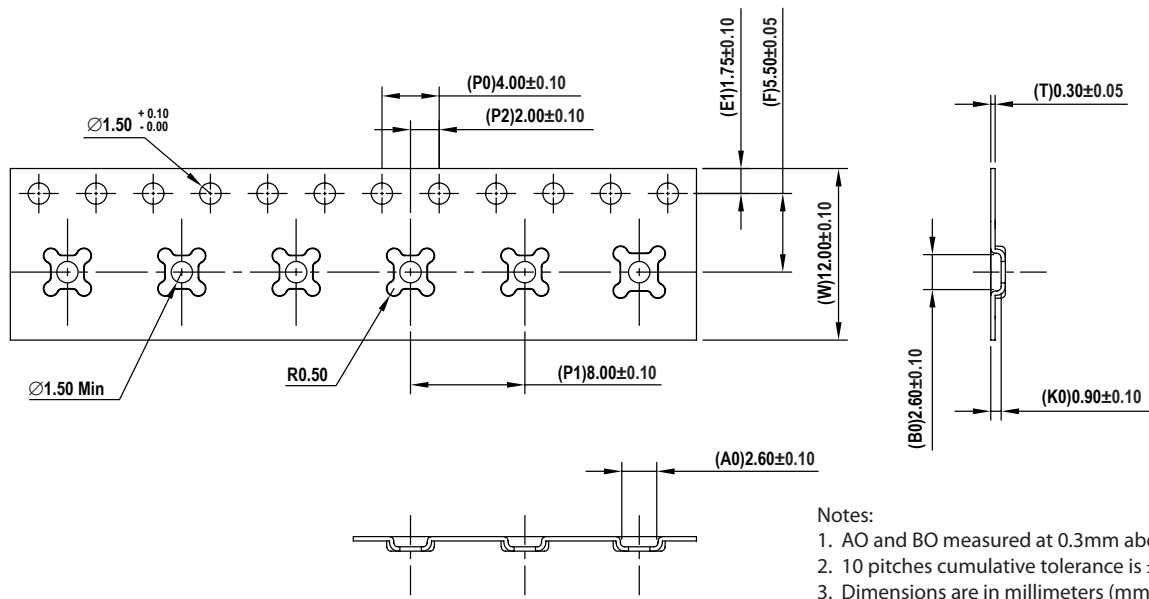 (P0)4.00±0.10
(P2)2.00±0.10
∅1.50 +0.10 -0.00
(E1)1.75±0.10
(F)5.50±0.05
(T)0.30±0.05
(W)12.00±0.10
∅1.50 Min
R0.50
(P1)8.00±0.10
(B0)2.60±0.10
(K0)0.90±0.10
(A0)2.60±0.10
Notes:
1. AO and BO measured at 0.3mm
2. 10 pitches cumulative tolerance is
3. Dimensions are in millimeters (mm